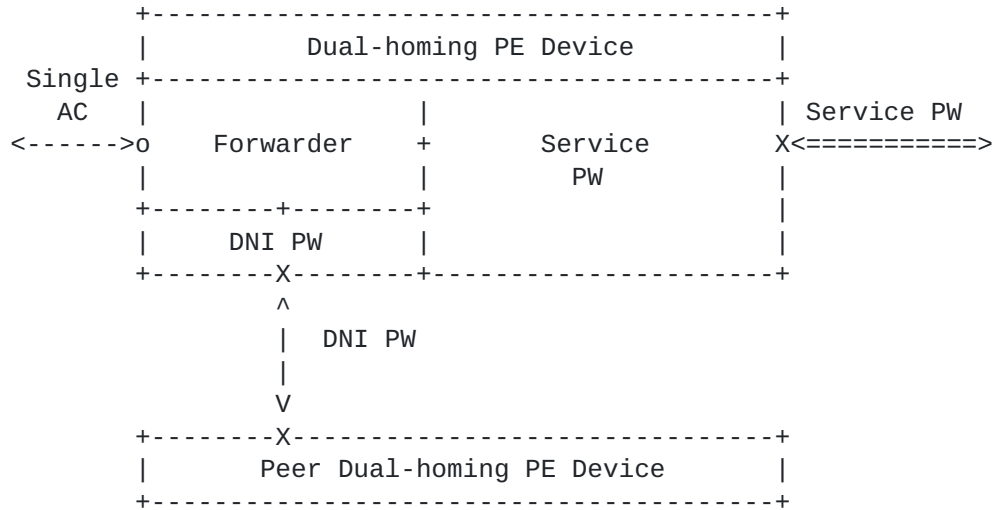 Dual-homing PE Device
Single
AC Service PW
Forwarder Service
PW
DNI PW
DNI PW
Peer Dual-homing PE Device